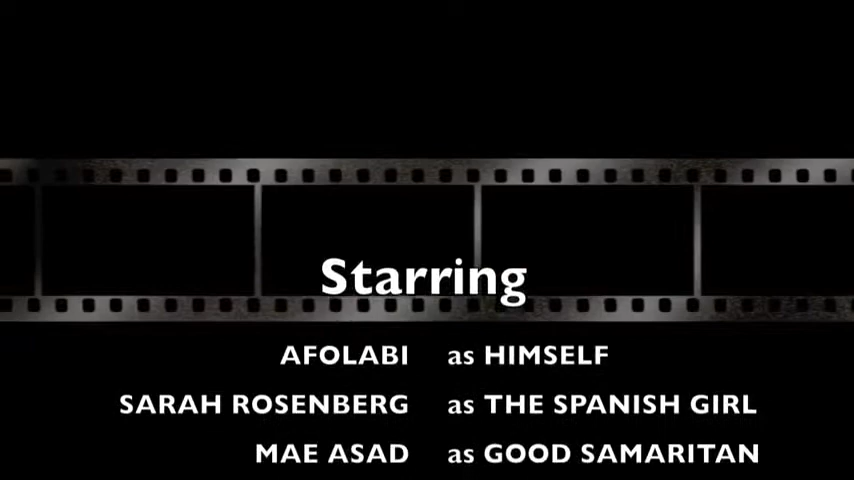 Starring
AFOLABI as HIMSELF
SARAH ROSENBERG as THE SPANISH GIRL
MAE ASAD as GOOD SAMARITAN